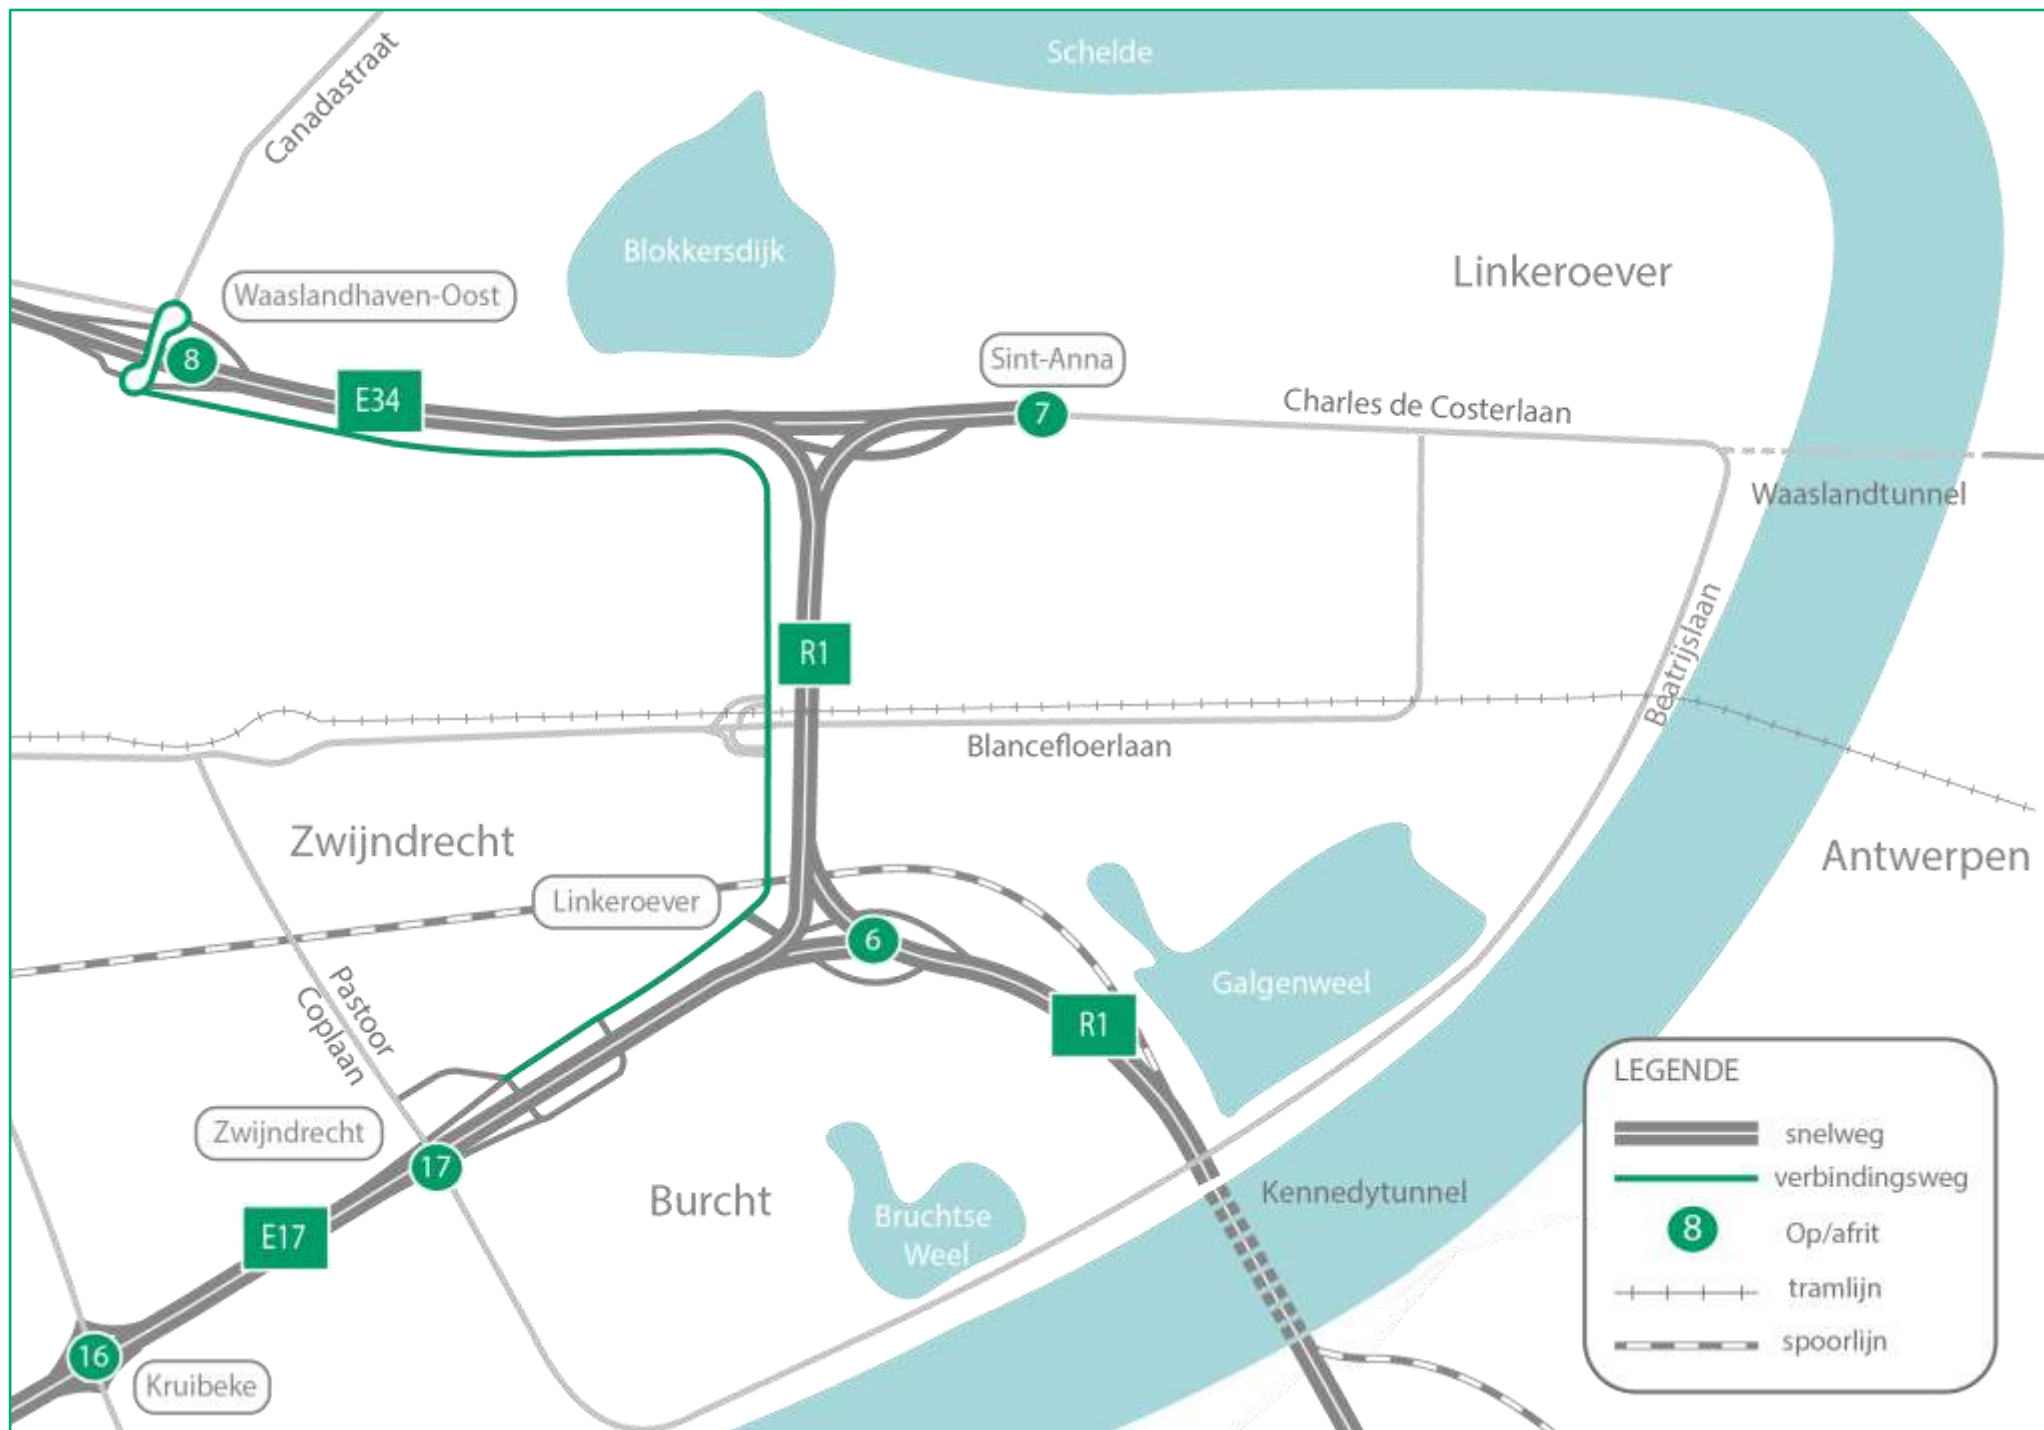 Schelde
Canadastraat
Blokkersdijk
Linkeroever
Waaslandhaven-Oost
8
E34
Sint-Anna
7
Charles de Costerlaan
Waaslandtunnel
R1
Beatrijslaan
Blancefloerlaan
Zwijndrecht
Antwerpen
Linkeroever
6
Pastoor
Coplaan
Galgenweel
R1
Zwijndrecht
17
Burcht
Bruchtse
Weel
Kennedytunnel
E17
16
Kruibeke
LEGENDE
snelweg
verbindingsweg
8 Op/afrit
tramlijn
spoorlijn